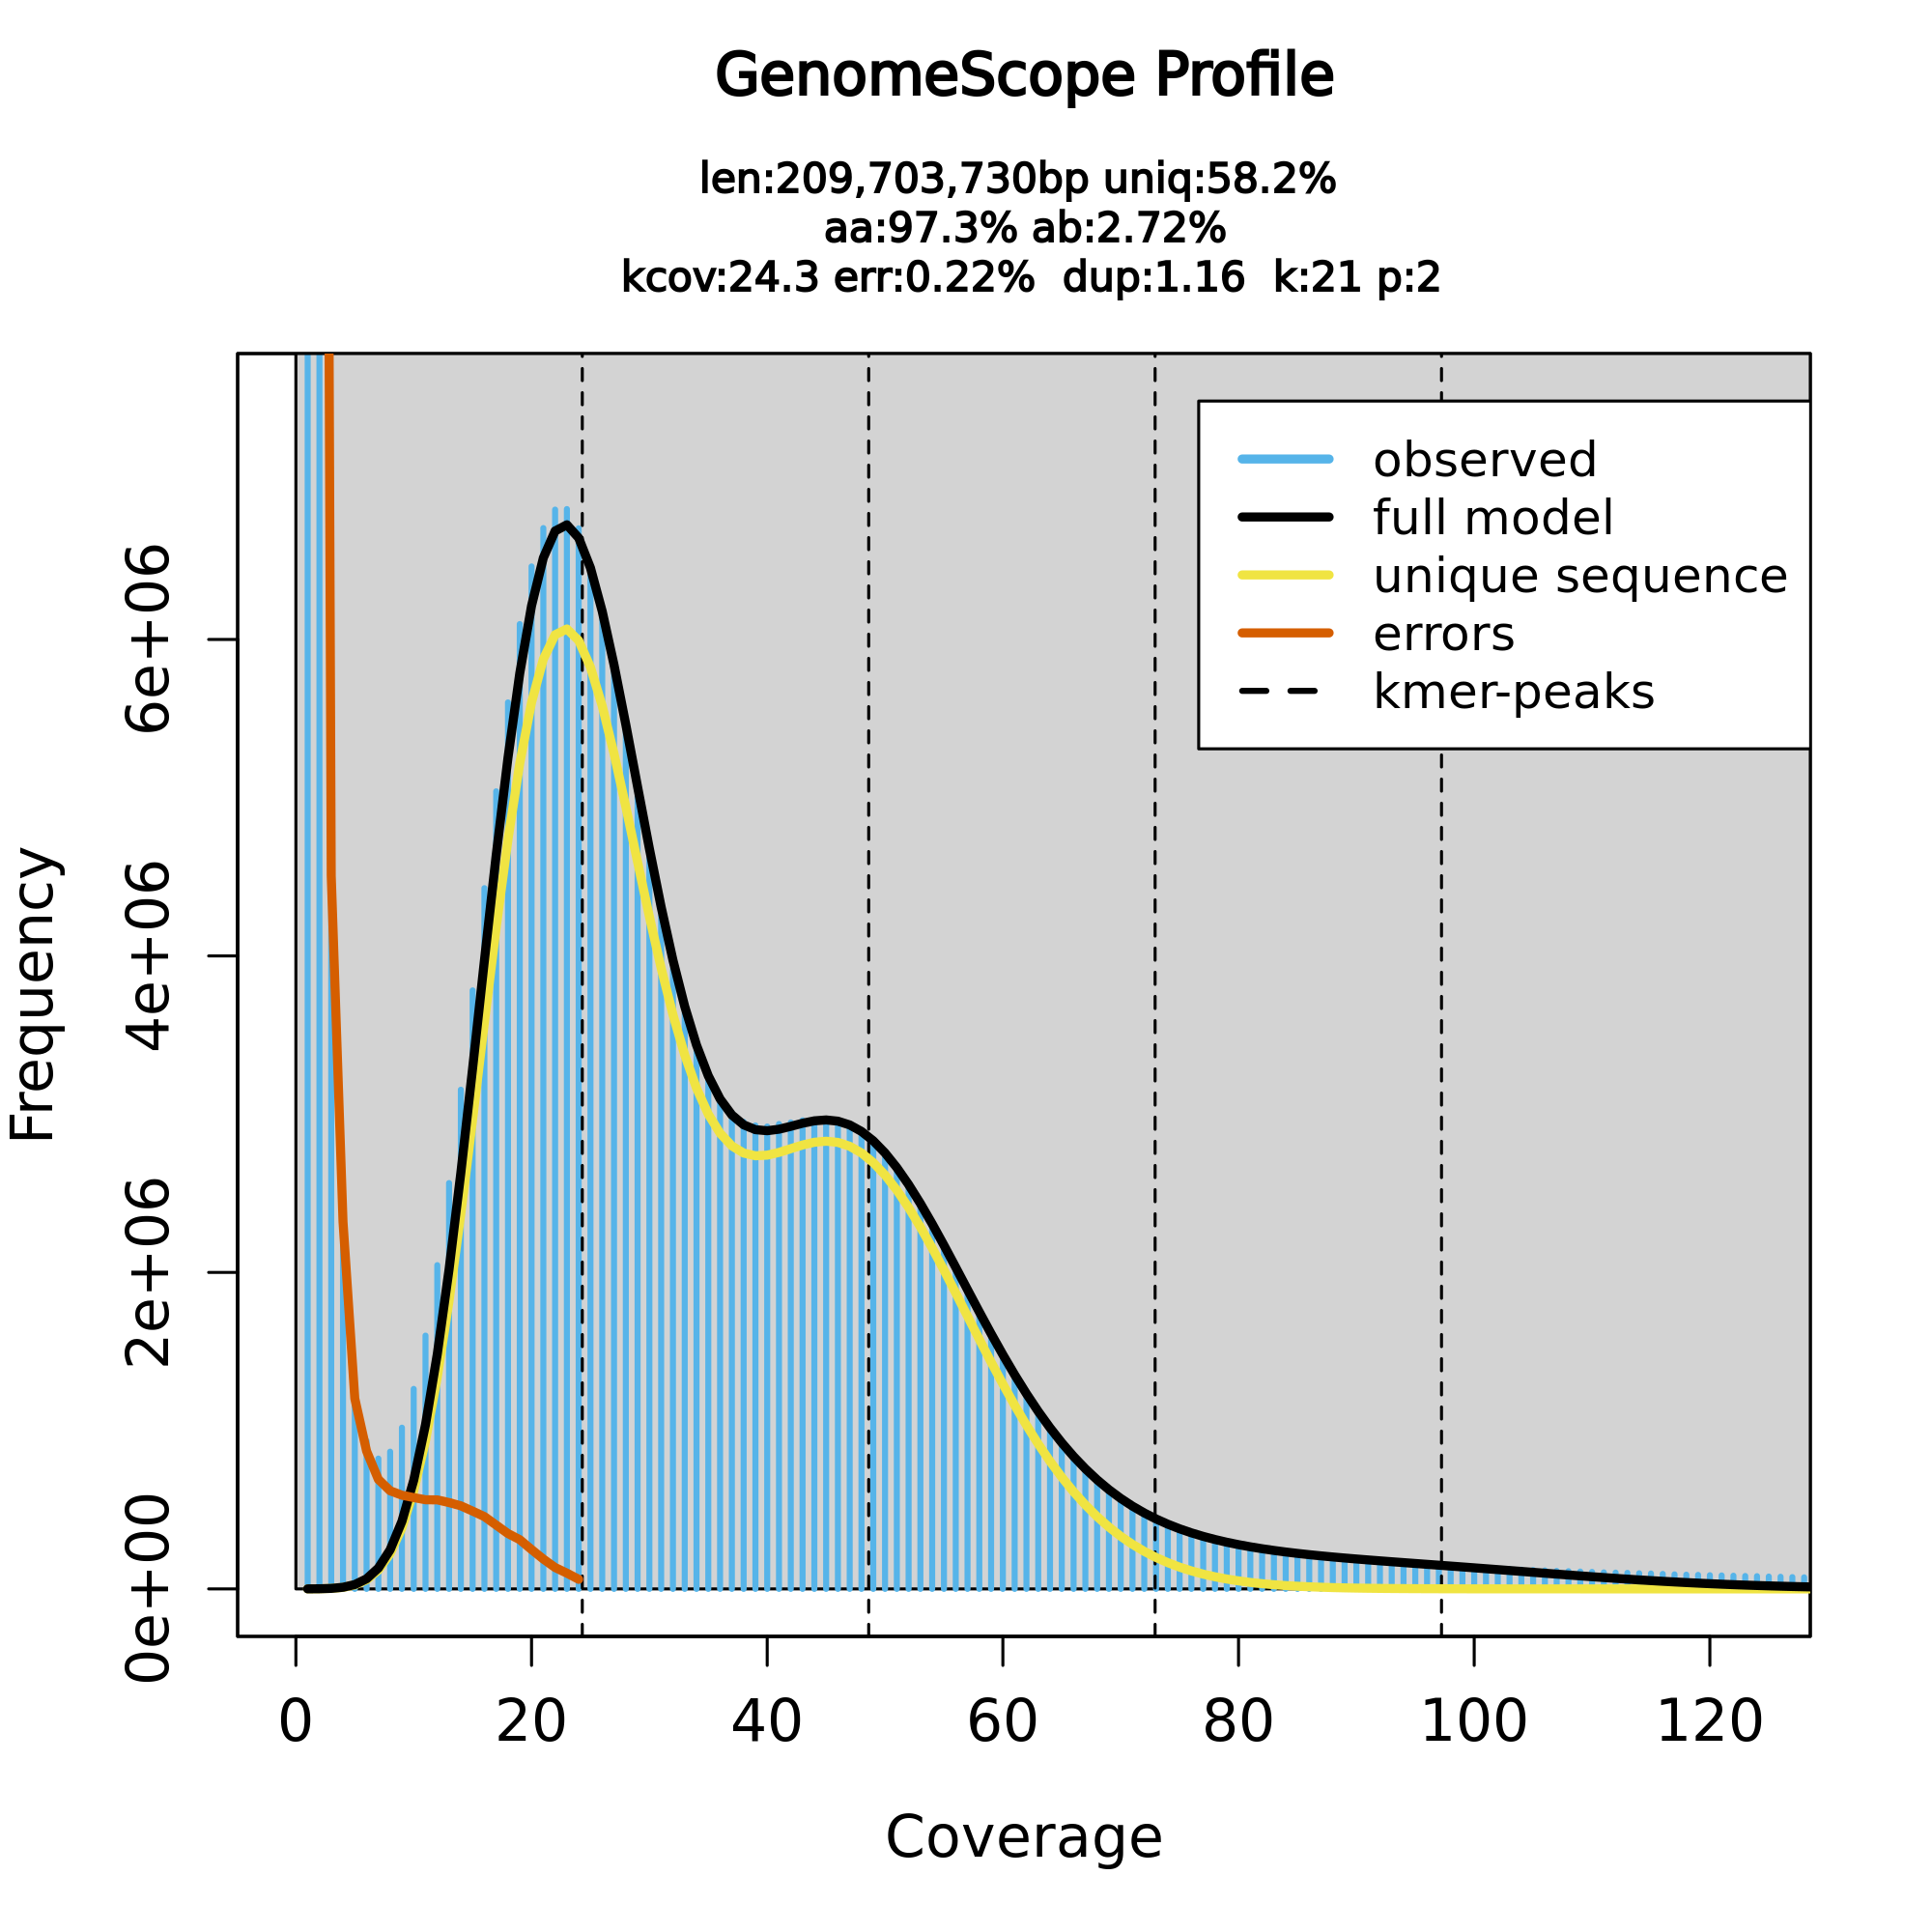 GenomeScope Profile
len:209,703,730bp uniq:58.2%
aa:97.3% ab:2.72%
kcov:24.3 err:0.22% dup:1.16 k:21 p:2
observed
full model
unique sequence
errors
kmer-peaks
Frequency
6e+06
4e+06
2e+06
0e+00
0 20 40 60 80 100 120
Coverage